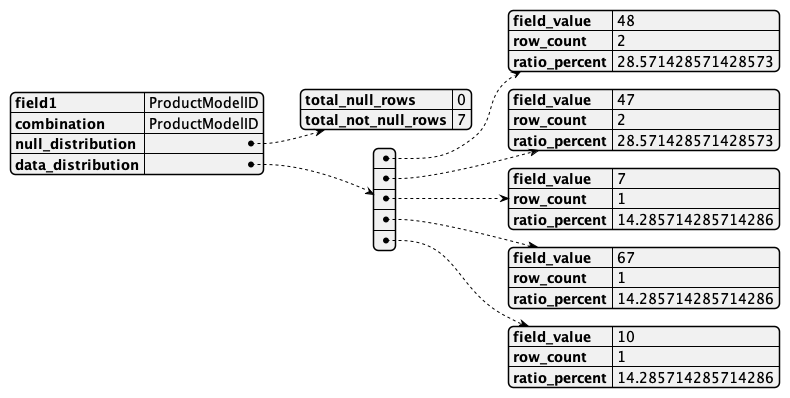 field1 ProductModelID
combination ProductModelID
null_distribution
data_distribution
total_null_rows 0
total_not_null_rows 7
field_value 48
row_count 2
ratio_percent 28.571428571428573
field_value 47
row_count 2
ratio_percent 28.571428571428573
field_value 7
row_count 1
ratio_percent 14.285714285714286
field_value 67
row_count 1
ratio_percent 14.285714285714286
field_value 10
row_count 1
ratio_percent 14.285714285714286